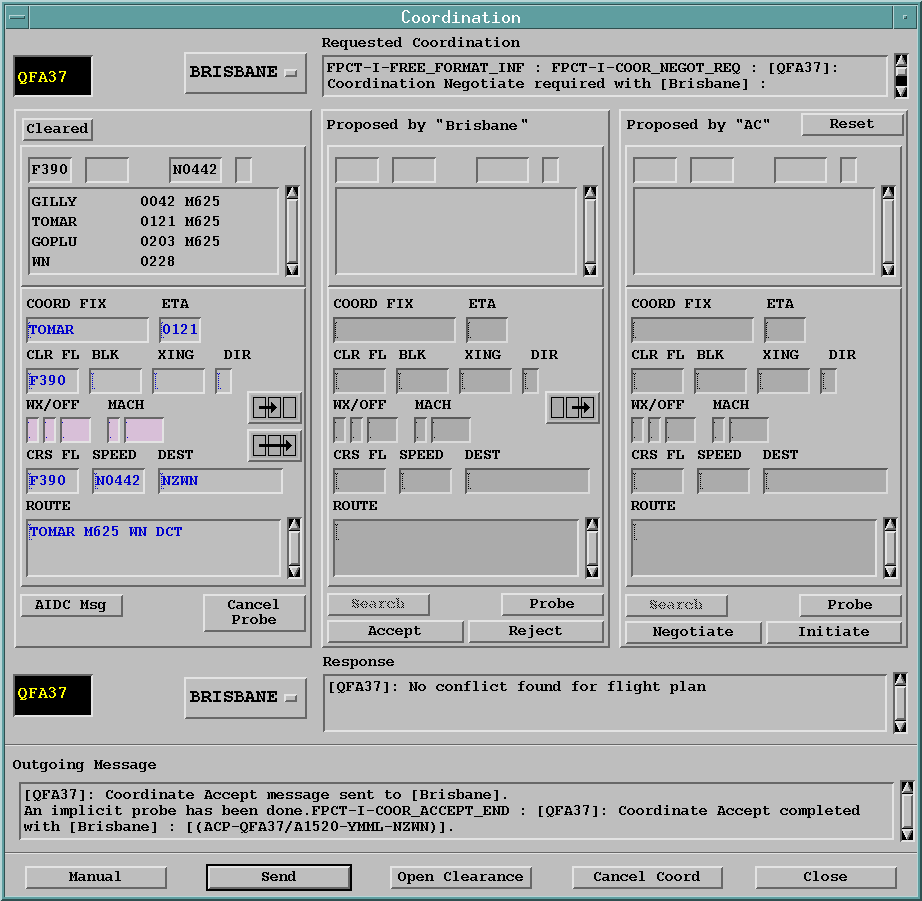 Coordination
Requested Coordination
QFA37
BRISBANE
FPCT-I-FREE_FORMAT_INF : FPCT-I-COOR_NEGOT_REQ : [QFA37]:
Coordination Negotiate required with [Brisbane] :
Cleared
F390 N0442
GILLY 0042 M625
TOMAR 0121 M625
GOPLU 0203 M625
WN 0228
COORD FIX ETA
TOMAR 0121
CLR FL BLK XING DIR
F390
WX/OFF MACH
CRS FL SPEED DEST
F390 N0442 NZWN
ROUTE
TOMAR M625 WN DCT
AIDC Msg
Cancel
Probe
Proposed by "Brisbane"
COORD FIX ETA
CLR FL BLK XING DIR
WX/OFF MACH
CRS FL SPEED DEST
ROUTE
Search Probe
Accept Reject
Proposed by "AC" Reset
COORD FIX ETA
CLR FL BLK XING DIR
WX/OFF MACH
CRS FL SPEED DEST
ROUTE
Search Probe
Negotiate Initiate
Response
QFA37
BRISBANE
[QFA37]: No conflict found for flight plan
Outgoing Message
[QFA37]: Coordinate Accept message sent to [Brisbane].
An implicit probe has been done.FPCT-I-COOR_ACCEPT_END : [QFA37]: Coordinate Accept completed
with [Brisbane] : [(ACP-QFA37/A1520-YMML-NZWN)].
Manual Send Open Clearance Cancel Coord Close